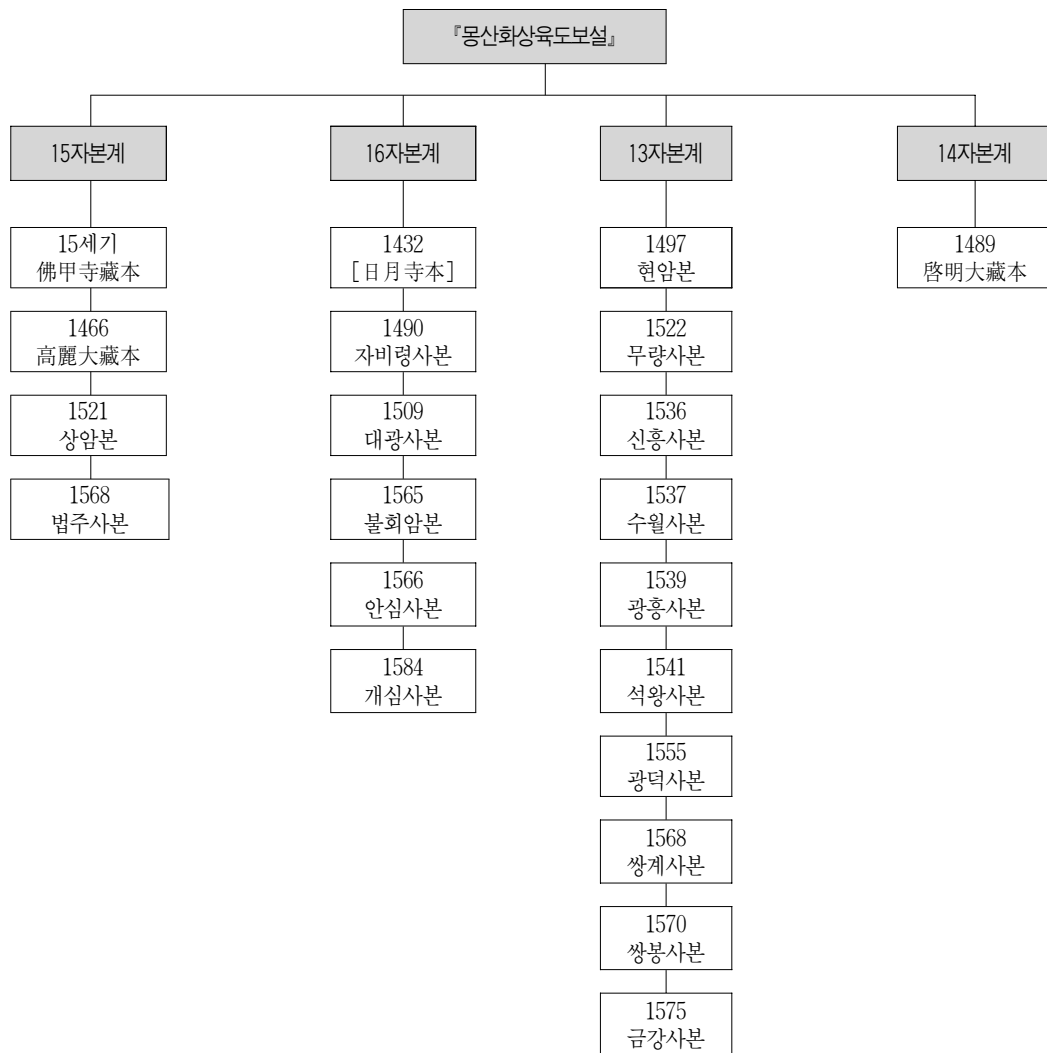 『몽산화상육도보설』
15자본계
15세기
佛甲寺藏本
1466
高麗大藏本
1521
상암본
1568
법주사본
16자본계
1432
［日月寺本］
1490
자비령사본
1509
대광사본
1565
불회암본
1566
안심사본
1584
개심사본
13자본계
1497
현암본
1522
무량사본
1536
신흥사본
1537
수월사본
1539
광흥사본
1541
석왕사본
1555
광덕사본
1568
쌍계사본
1570
쌍봉사본
1575
금강사본
14자본계
1489
啓明大藏本